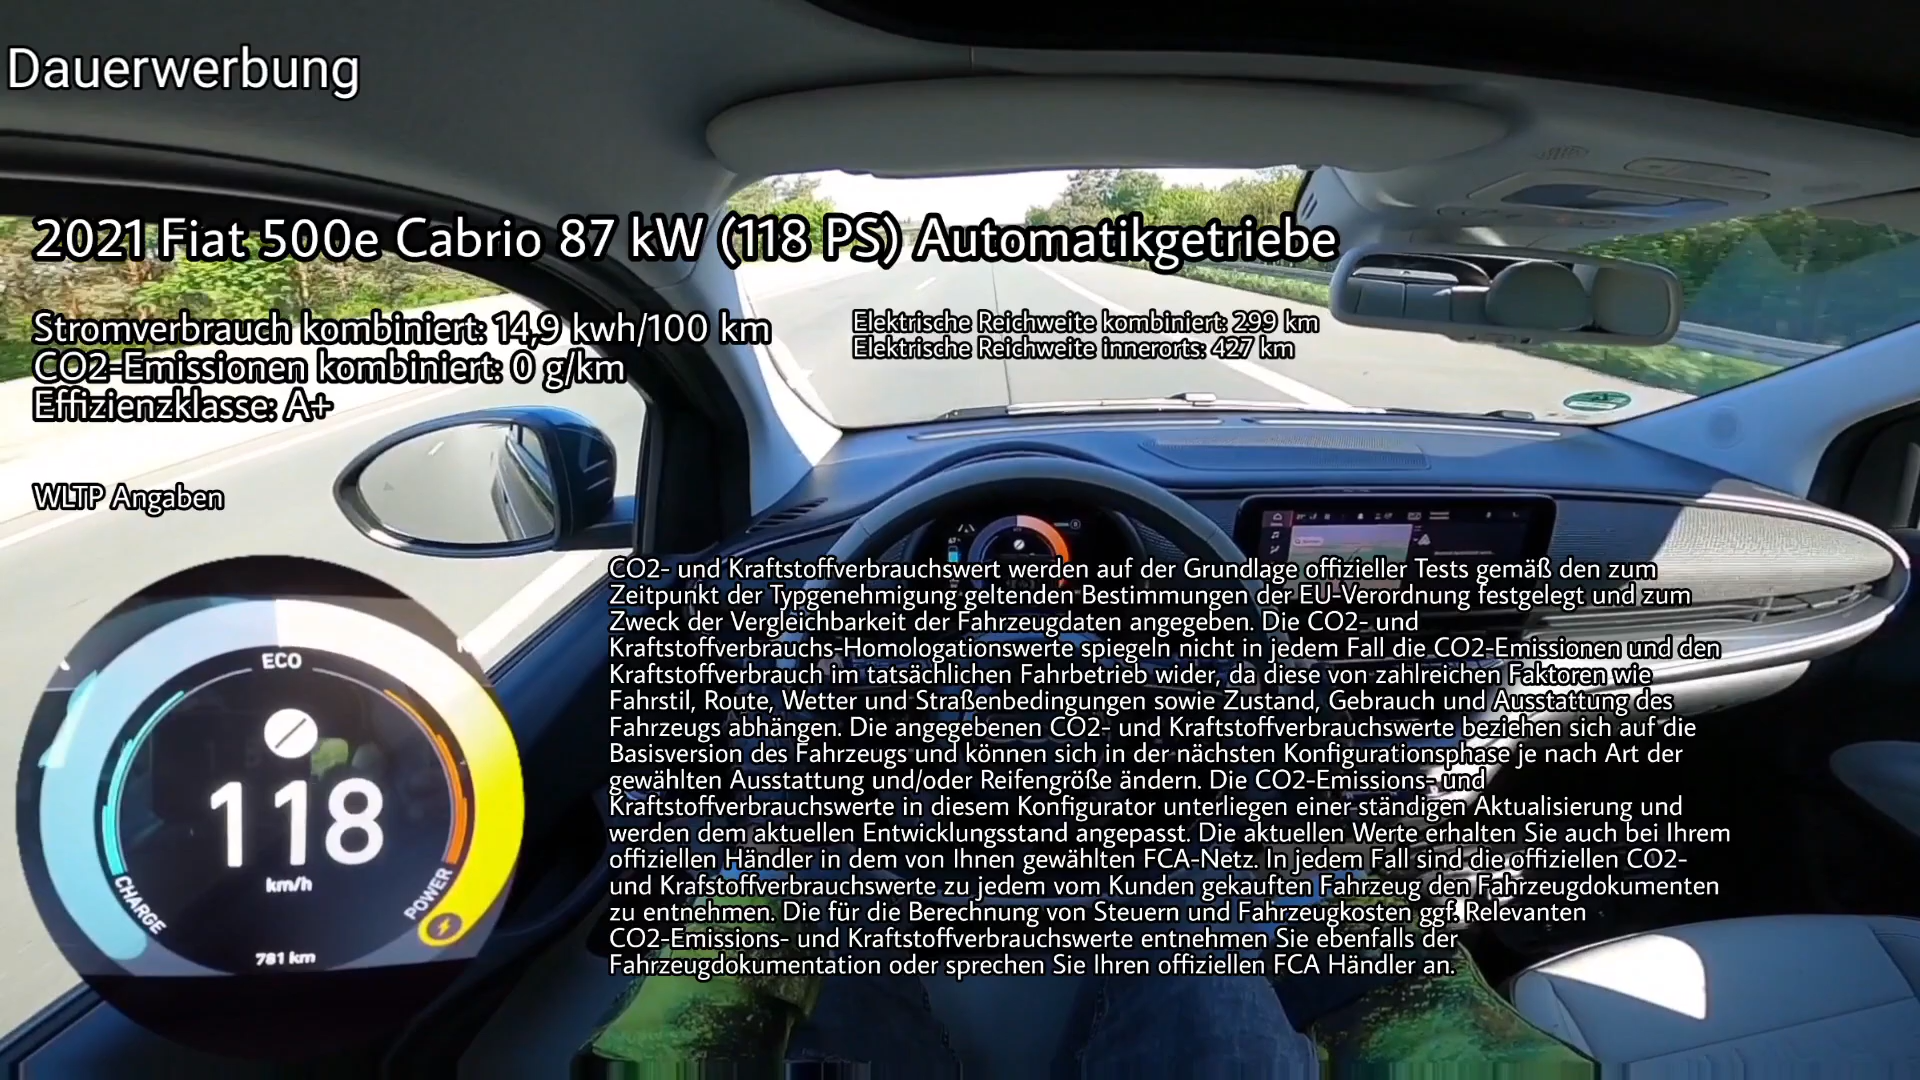 Dauerwerbung
2021 Fiat 500e Cabrio 87 kW (118 PS) Automatikgetriebe
Stromverbrauch kombiniert: 14,9 kwh/100 km
CO2-Emissionen kombiniert: 0 g/km
Effizienzklasse: A+
Elektrische Reichweite kombiniert: 299 km
Elektrische Reichweite innerorts: 427 km
WLTP Angaben
CO2- und Kraftstoffverbrauchswert werden auf der Grundlage offizieller Tests gemäß den zum
Zeitpunkt der Typgenehmigung geltenden Bestimmungen der EU-Verordnung festgelegt und zum
Zweck der Vergleichbarkeit der Fahrzeugdaten angegeben. Die CO2- und
Kraftstoffverbrauchs-Homologationswerte spiegeln nicht in jedem Fall die CO2-Emissionen und den
Kraftstoffverbrauch im tatsächlichen Fahrbetrieb wider, da diese von zahlreichen Faktoren wie
Fahrstil, Route, Wetter und Straßenbedingungen sowie Zustand, Gebrauch und Ausstattung des
Fahrzeugs abhängen. Die angegebenen CO2- und Kraftstoffverbrauchswerte beziehen sich auf die
Basisversion des Fahrzeugs und können sich in der nächsten Konfigurationsphase je nach Art der
gewählten Ausstattung und/oder Reifengröße ändern. Die CO2-Emissions- und
Kraftstoffverbrauchswerte in diesem Konfigurator unterliegen einer ständigen Aktualisierung und
werden dem aktuellen Entwicklungsstand angepasst. Die aktuellen Werte erhalten Sie auch bei Ihrem
offiziellen Händler in dem von Ihnen gewählten FCA-Netz. In jedem Fall sind die offiziellen CO2-
und Krafstoffverbrauchswerte zu jedem vom Kunden gekauften Fahrzeug den Fahrzeugdokumenten
zu entnehmen. Die für die Berechnung von Steuern und Fahrzeugkosten ggf. Relevanten
CO2-Emissions- und Kraftstoffverbrauchswerte entnehmen Sie ebenfalls der
Fahrzeugdokumentation oder sprechen Sie Ihren offiziellen FCA Händler an.
ECO
118
km/h
CHARGE
POWER
781 km